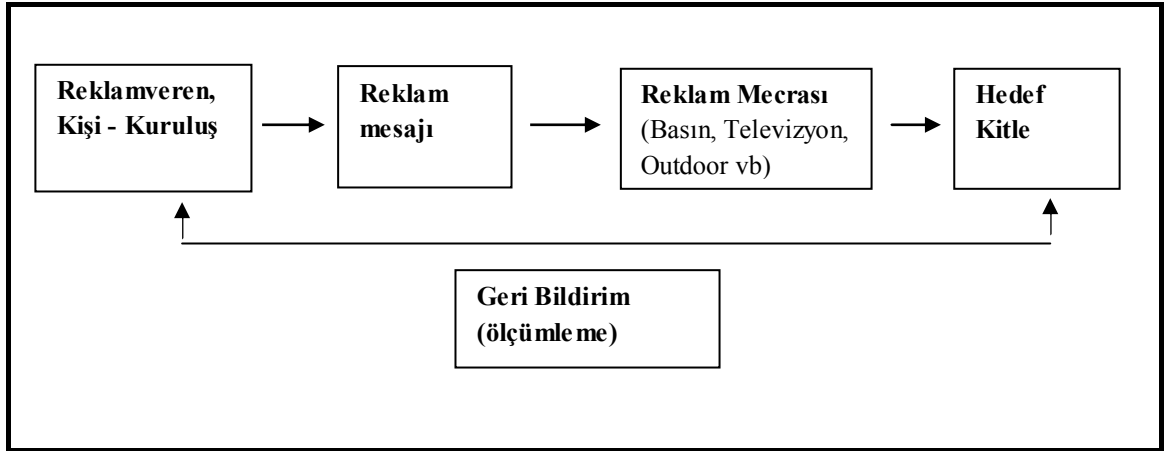 Reklamveren,
Kişi - Kuruluş
Reklam
mesajı
Reklam Mecrası
(Basın, Televizyon,
Outdoor vb)
Hedef
Kitle
Geri Bildirim
(ölçümleme)